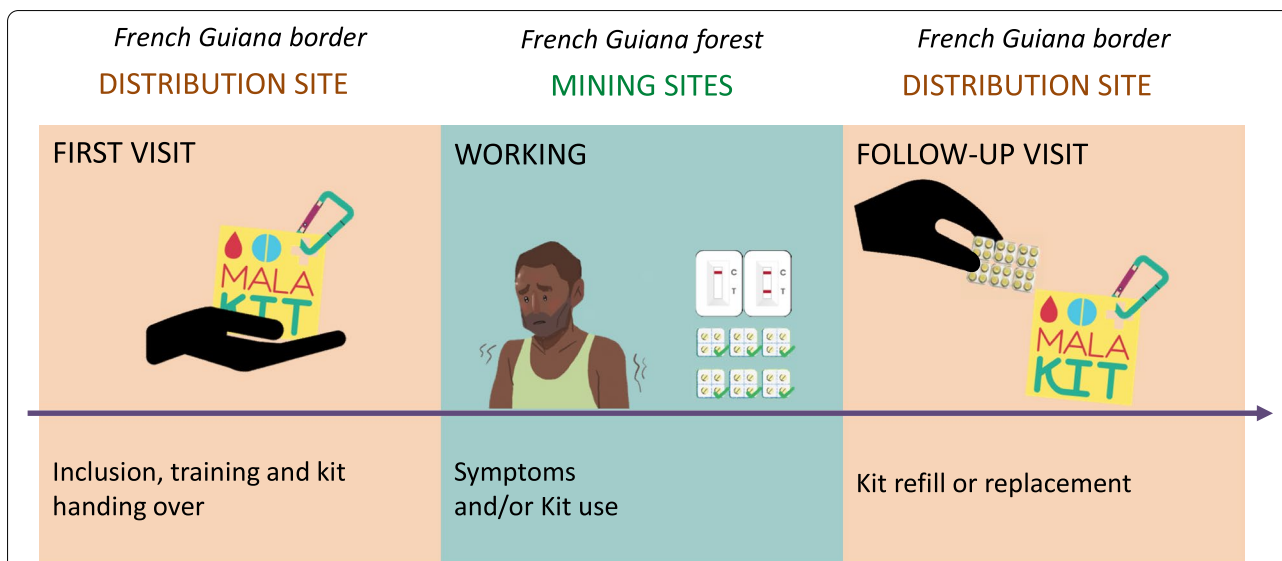 French Guiana border
DISTRIBUTION SITE
French Guiana forest
MINING SITES
French Guiana border
DISTRIBUTION SITE
FIRST VISIT
MALA
KIT
Inclusion, training and kit
handing over
WORKING
C
T
C
T
Symptoms
and/or Kit use
FOLLOW-UP VISIT
MALA
KIT
Kit refill or replacement